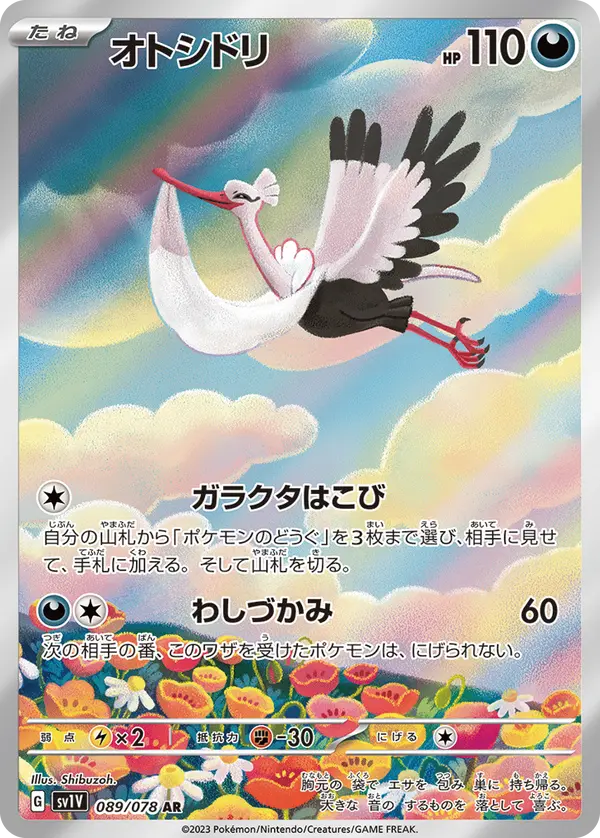 たね
オトシドリ
HP 110
ガラクタはこび
自分の山札から「ポケモンのどうぐ」を3枚まで選び、相手に見せ
て、手札に加える。そして山札を切る。
わしづかみ 60
次の相手の番、このワザを受けたポケモンは、にげられない。
弱点 ×2 抵抗力 -30 にげる
Illus. Shibuzoh.
G sv1V 089/078 AR
胸元の 袋で エサを 包み 巣に 持ち帰る。
大きな 音の するものを 落として 喜ぶ。
©2023 Pokémon/Nintendo/Creatures/GAME FREAK.